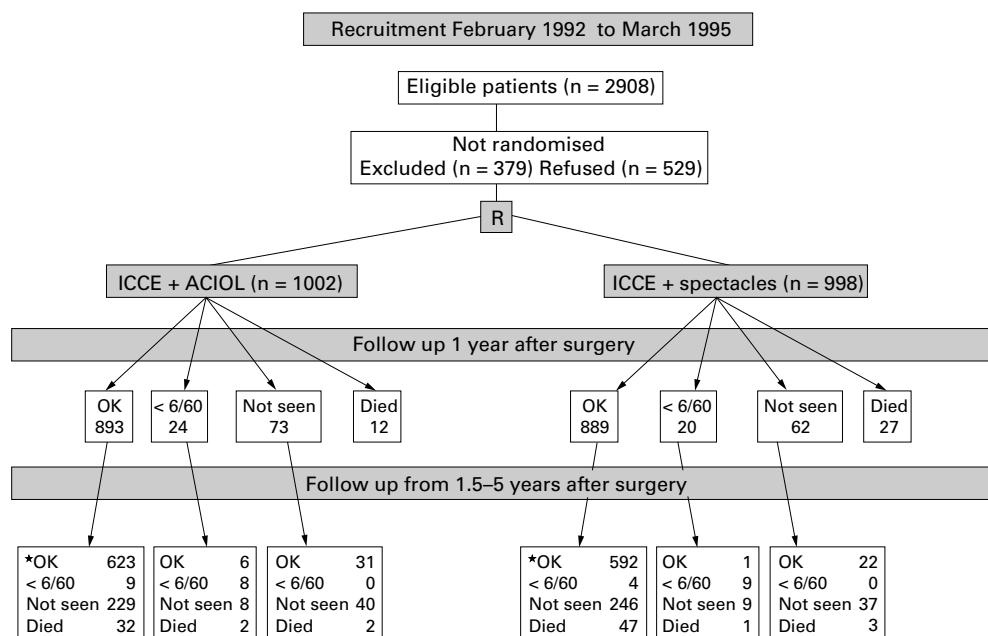 Recruitment February 1992 to March 1995
Eligible patients (n = 2908)
Not randomised
Excluded (n = 379) Refused (n = 529)
R
ICCE + ACIOL (n = 1002)
ICCE + spectacles (n = 998)
Follow up 1 year after surgery
OK
893
< 6/60
24
Not seen
73
Died
12
OK
889
< 6/60
20
Not seen
62
Died
27
Follow up from 1.5–5 years after surgery
*OK 623
< 6/60 9
Not seen 229
Died 32
OK 6
< 6/60 8
Not seen 8
Died 2
OK 31
< 6/60 0
Not seen 40
Died 2
*OK 592
< 6/60 4
Not seen 246
Died 47
OK 1
< 6/60 9
Not seen 9
Died 1
OK 22
< 6/60 0
Not seen 37
Died 3